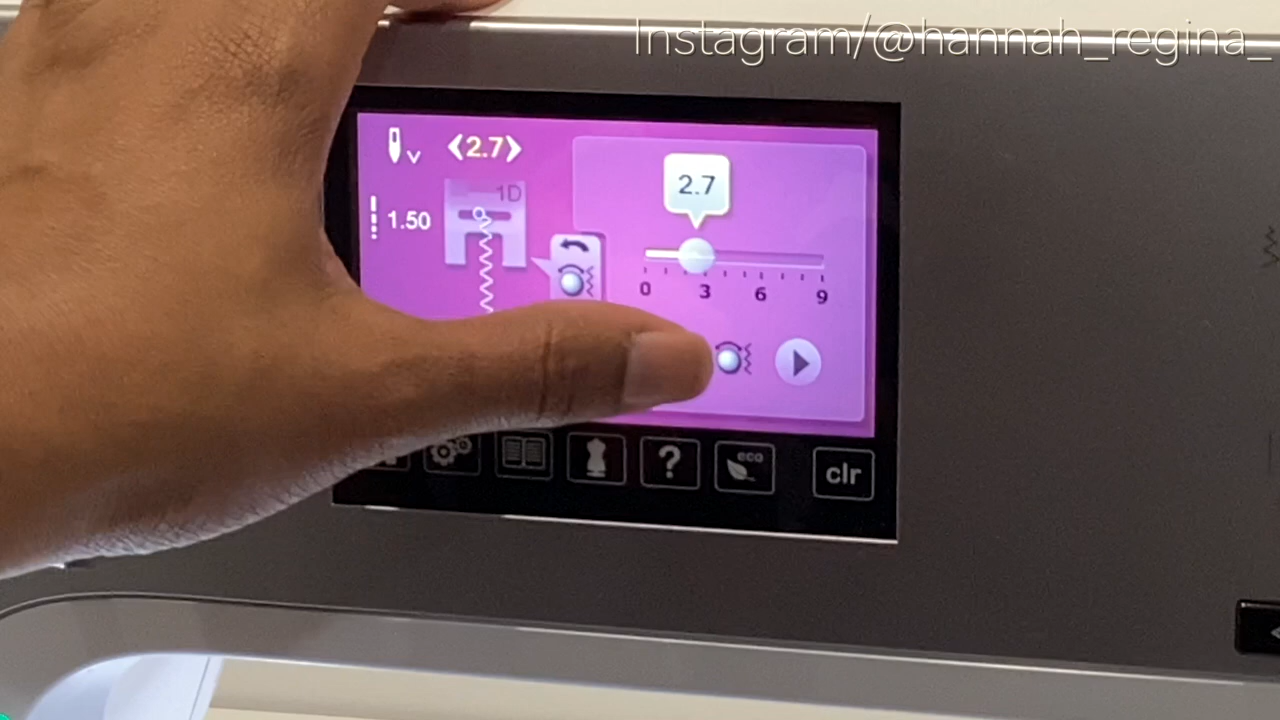 Instagram/@hannah_regina_
<2.7>
2.7
1D
1.50
0 3 6 9
?
eco
clr